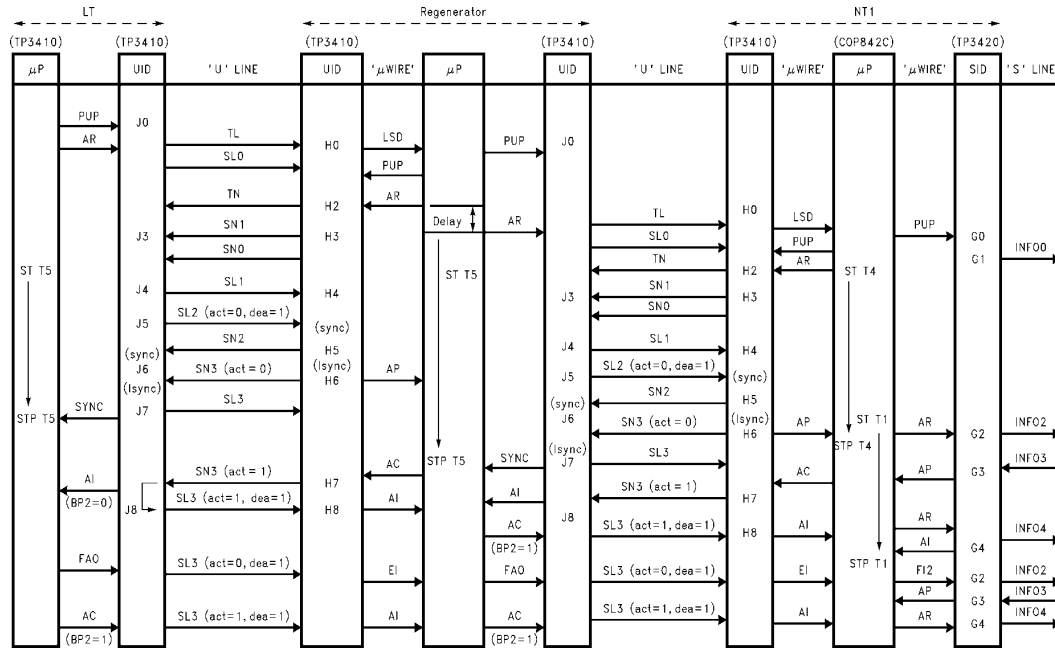 LT Regenerator NT1
(TP3410) (TP3410) (TP3410) (TP3410) (TP3410) (COP842C) (TP3420)
μP UID 'U' LINE UID 'μWIRE' μP UID 'U' LINE UID 'μWIRE' μP 'μWIRE' SID 'S' LINE
PUP J0
AR TL H0 LSD PUP J0
SL0 PUP
TN H2 AR H0
Delay AR TL LSD
J3 SN1 H3 PUP G0
SL0 PUP
SN0 TN H2 AR G1 INFO0
ST T5 ST T5 ST T4
J4 SL1 H4 J3 SN1 H3
SN0
J5 SL2 (act=0, dea=1)
(sync)
SN2 H5 J4 SL1 H4
(sync) (lsync)
J6 SN3 (act = 0) H6 AP J5 SL2 (act=0, dea=1) (sync)
(lsync) SN2 H5
J7 SL3 (sync) (lsync)
STP T5 SYNC J6 ST T1
SN3 (act = 0) H6 AP AR G2 INFO2
STP T4
(lsync)
STP T5 SYNC J7 SL3 INFO3
AC AC AP G3
AI SN3 (act = 1) H7 SN3 (act = 1) H7
(BP2=0) AI
J8 SL3 (act=1, dea=1) H8 AI J8
AR
AC SL3 (act=1, dea=1) H8 AI INFO4
(BP2=1) AI G4
STP T1
FA0 SL3 (act=0, dea=1) EI FA0 SL3 (act=0, dea=1) EI FI2 G2 INFO2
AP G3 INFO3
AC SL3 (act=1, dea=1) AI AC SL3 (act=1, dea=1) AI AR G4 INFO4
(BP2=1) (BP2=1)